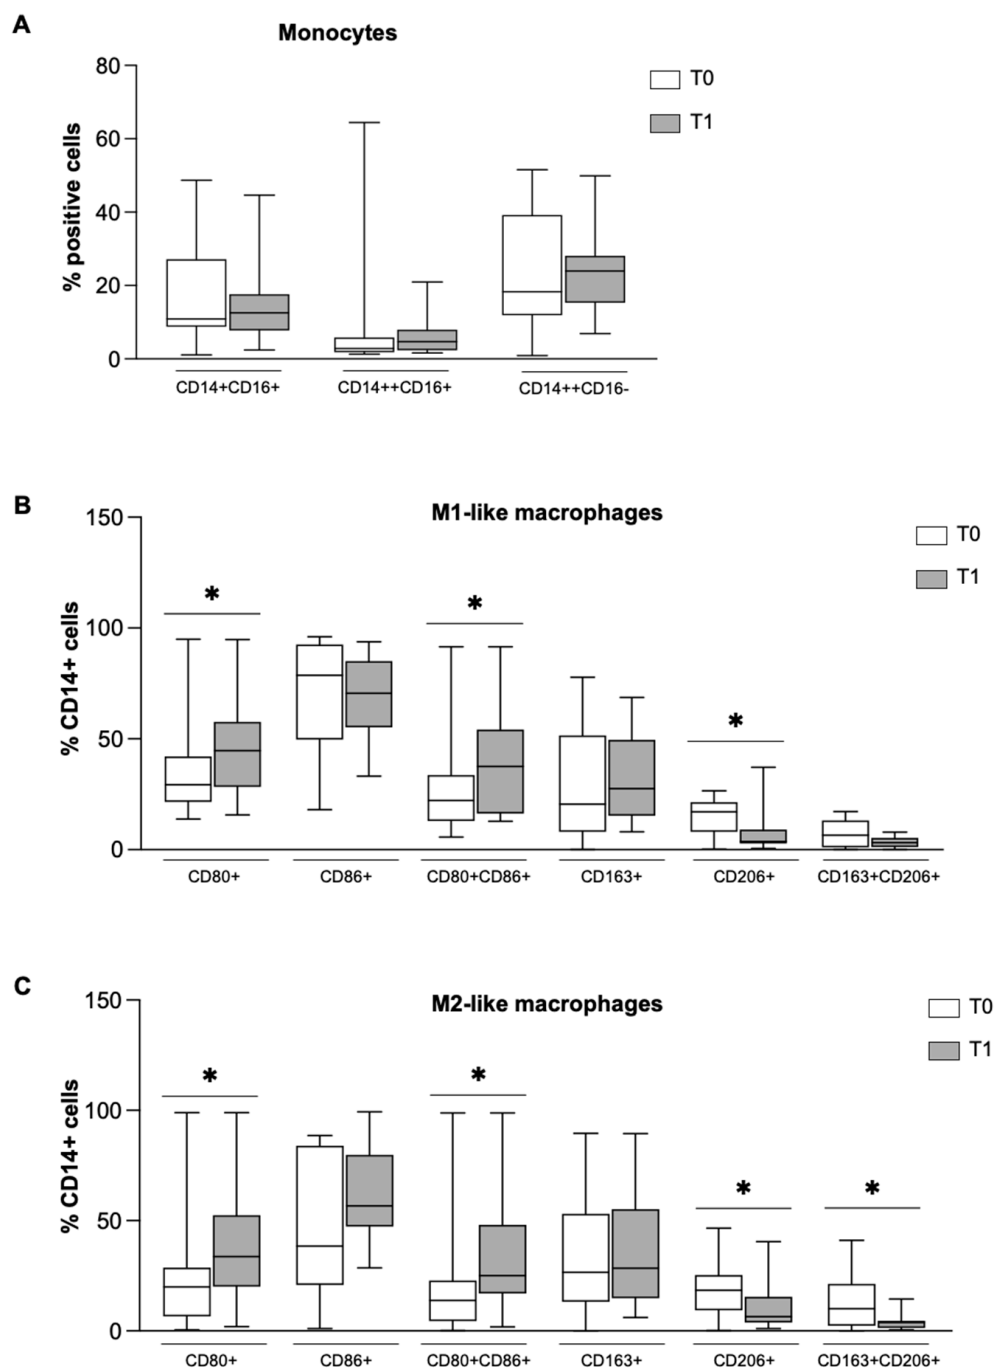 A
Monocytes
80
60
40
20
0
% positive cells
T0
T1
CD14+CD16+
CD14++CD16+
CD14++CD16-
B
M1-like macrophages
150
100
50
0
% CD14+ cells
T0
T1
*
*
*
CD80+
CD86+
CD80+CD86+
CD163+
CD206+
CD163+CD206+
C
M2-like macrophages
150
100
50
0
% CD14+ cells
T0
T1
*
*
*
*
CD80+
CD86+
CD80+CD86+
CD163+
CD206+
CD163+CD206+